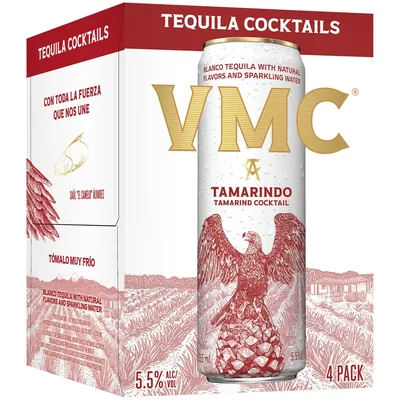 TEQUILA COCKTAILS
CON TODA LA FUERZA
QUE NOS UNE
SAÚL "EL CANELO" ÁLVAREZ
TÓMALO MUY FRÍO
BLANCO TEQUILA WITH NATURAL
FLAVORS AND SPARKLING WATER
5.5% ALC/
VOL
BLANCO TEQUILA WITH NATURAL
FLAVORS AND SPARKLING WATER
VMC®
TAMARINDO
TAMARIND COCKTAIL
4 PACK